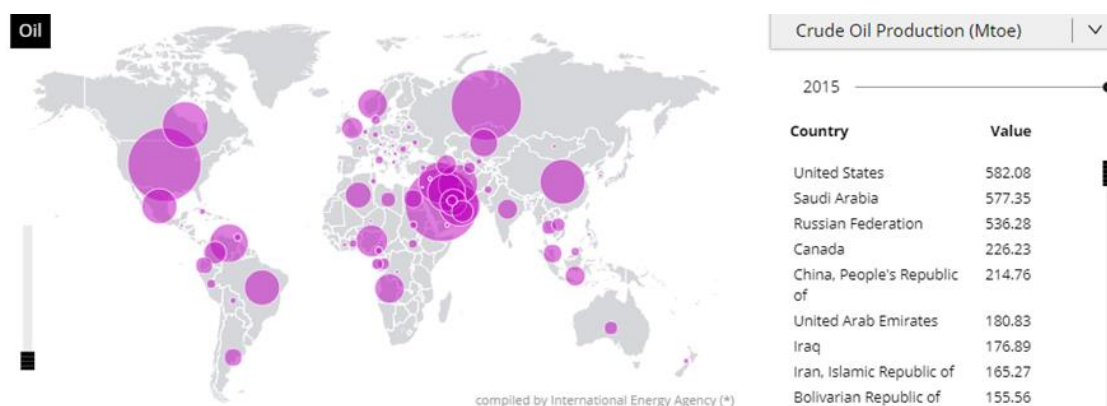 Oil
compiled by International Energy Agency (*)
Crude Oil Production (Mtoe)
2015
Country Value
United States 582.08
Saudi Arabia 577.35
Russian Federation 536.28
Canada 226.23
China, People's Republic
of 214.76
United Arab Emirates 180.83
Iraq 176.89
Iran, Islamic Republic of 165.27
Bolivarian Republic of 155.56